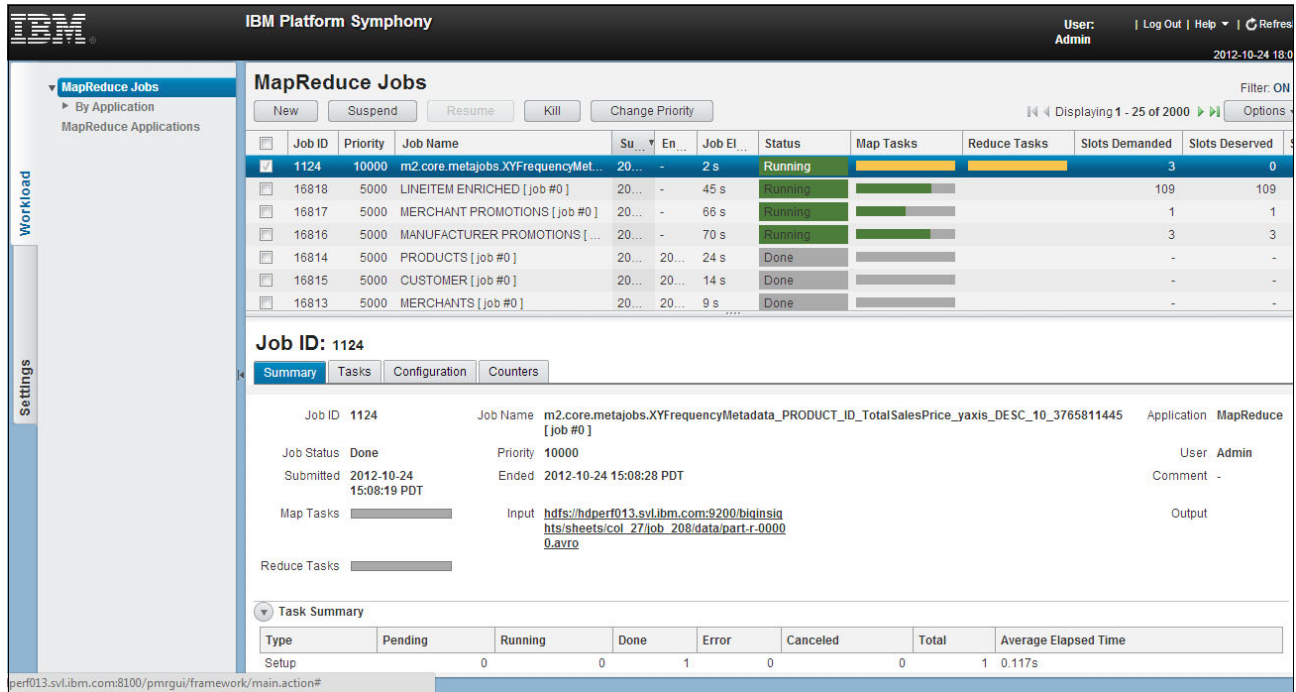 IBM
IBM Platform Symphony
User: Admin
| Log Out | Help | Refres
2012-10-24 18:0
Workload
Settings
MapReduce Jobs
By Application
MapReduce Applications
MapReduce Jobs
Filter: ON
New Suspend Resume Kill Change Priority
Displaying 1 - 25 of 2000 Options
Job ID Priority Job Name Su... En... Job El... Status Map Tasks Reduce Tasks Slots Demanded Slots Deserved S
1124 10000 m2.core.metajobs.XYFrequencyMet... 20... - 2 s Running 3 0
16818 5000 LINEITEM ENRICHED [ job #0 ] 20... - 45 s Running 109 109
16817 5000 MERCHANT PROMOTIONS [ job #0 ] 20... - 66 s Running 1 1
16816 5000 MANUFACTURER PROMOTIONS [ ... 20... - 70 s Running 3 3
16814 5000 PRODUCTS [ job #0 ] 20... 20... 24 s Done - -
16815 5000 CUSTOMER [ job #0 ] 20... 20... 14 s Done - -
16813 5000 MERCHANTS [ job #0 ] 20... 20... 9 s Done - -
Job ID: 1124
Summary Tasks Configuration Counters
Job ID 1124 Job Name m2.core.metajobs.XYFrequencyMetadata_PRODUCT_ID_TotalSalesPrice_yaxis_DESC_10_3765811445 Application MapReduce
[ job #0 ]
Job Status Done Priority 10000 User Admin
Submitted 2012-10-24 Ended 2012-10-24 15:08:28 PDT Comment -
15:08:19 PDT
Map Tasks Input hdfs://hdperf013.svl.ibm.com:9200/biginsig Output
hts/sheets/col_27/job_208/data/part-r-0000
0.avro
Reduce Tasks
Task Summary
Type Pending Running Done Error Canceled Total Average Elapsed Time
Setup 0 0 1 0 0 1 0.117s
perf013.svl.ibm.com:8100/pmrgui/framework/main.action#